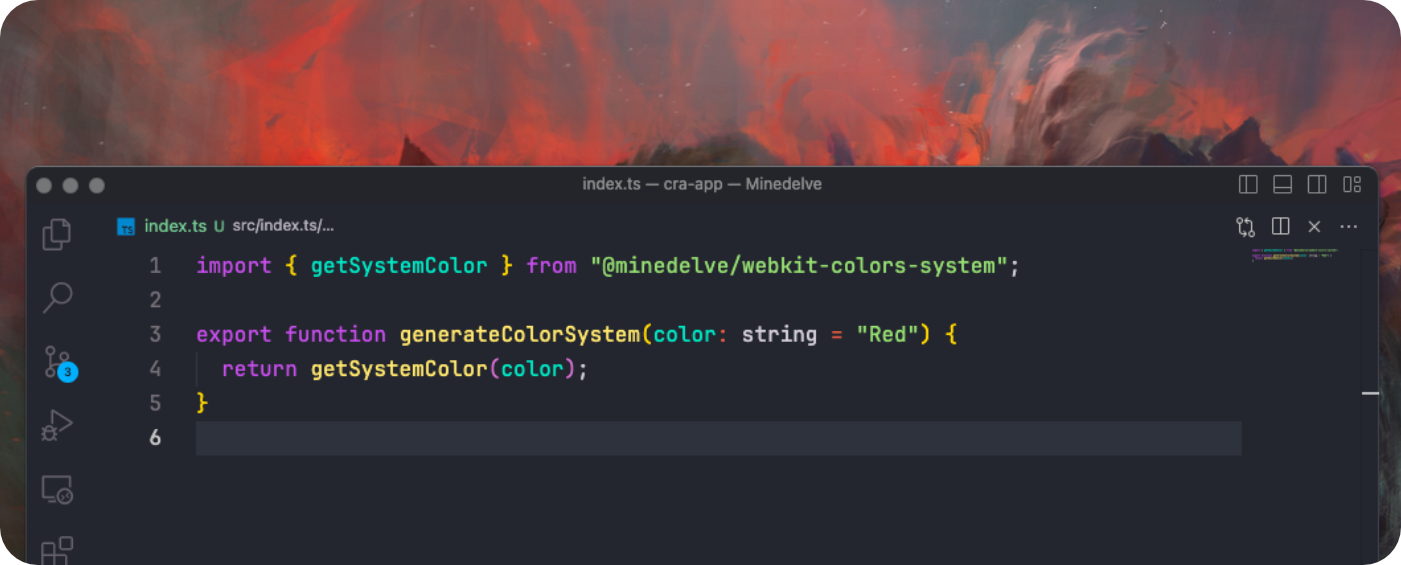 index.ts — cra-app — Minedelve
TS index.ts U src/index.ts/...
1 import { getSystemColor } from "@minedelve/webkit-colors-system";
2
3 export function generateColorSystem(color: string = "Red") {
4 return getSystemColor(color);
5 }
6
3